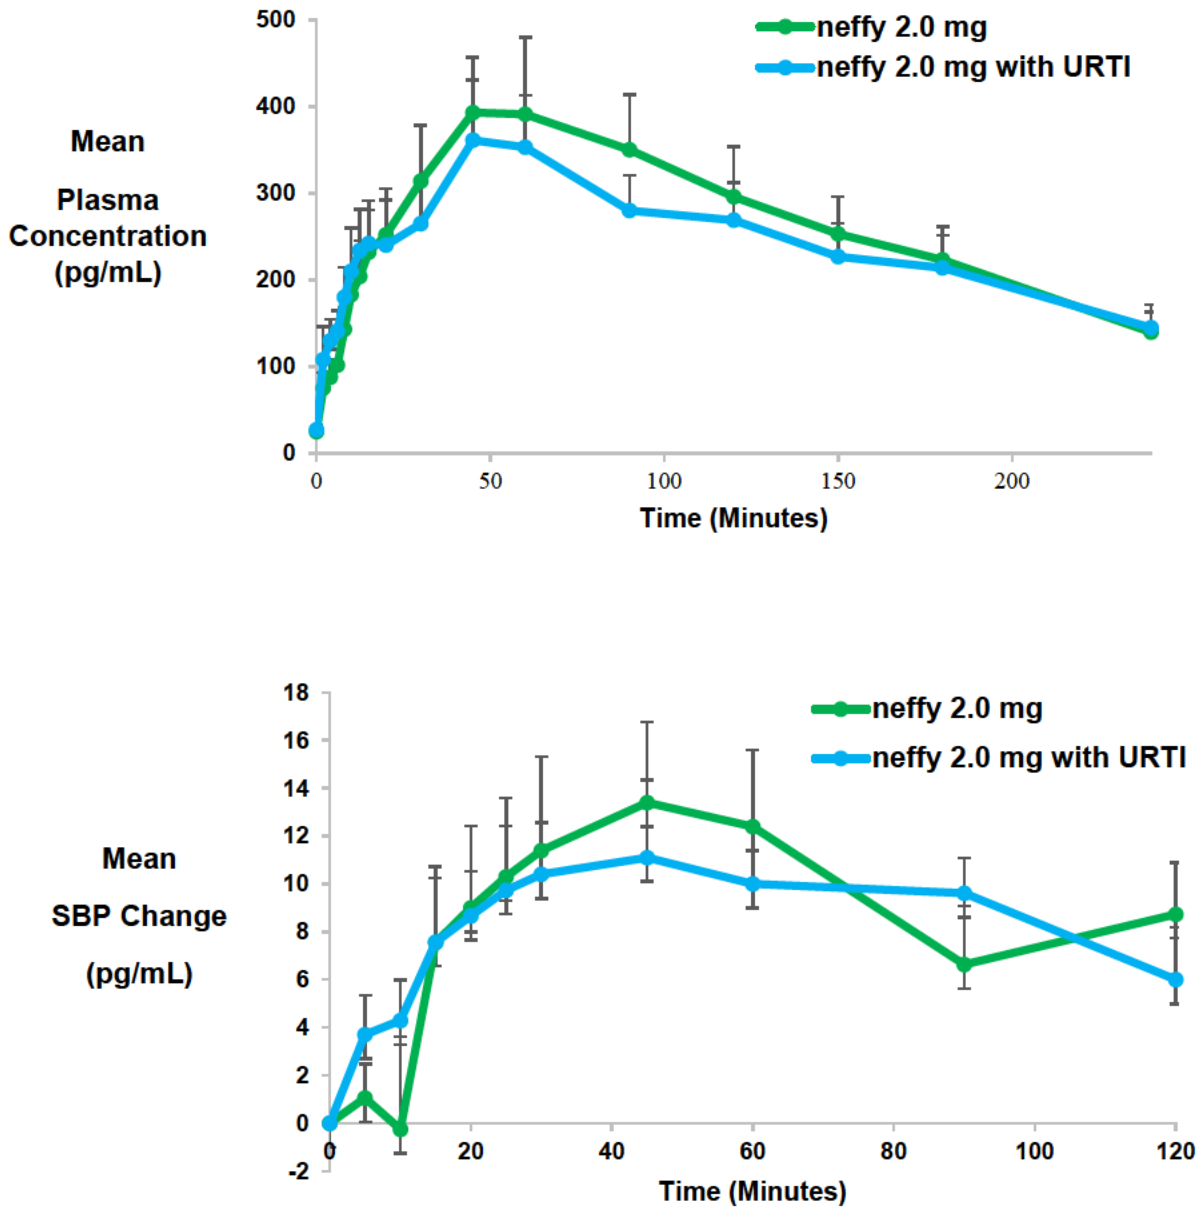 500
neffy 2.0 mg
neffy 2.0 mg with URTI
400
Mean
300
Plasma
Concentration
(pg/mL)
200
100
0
0 50 100 150 200
Time (Minutes)
18
neffy 2.0 mg
16
neffy 2.0 mg with URTI
14
12
Mean
10
SBP Change
8
(pg/mL)
6
4
2
0
0 20 40 60 80 100 120
-2
Time (Minutes)